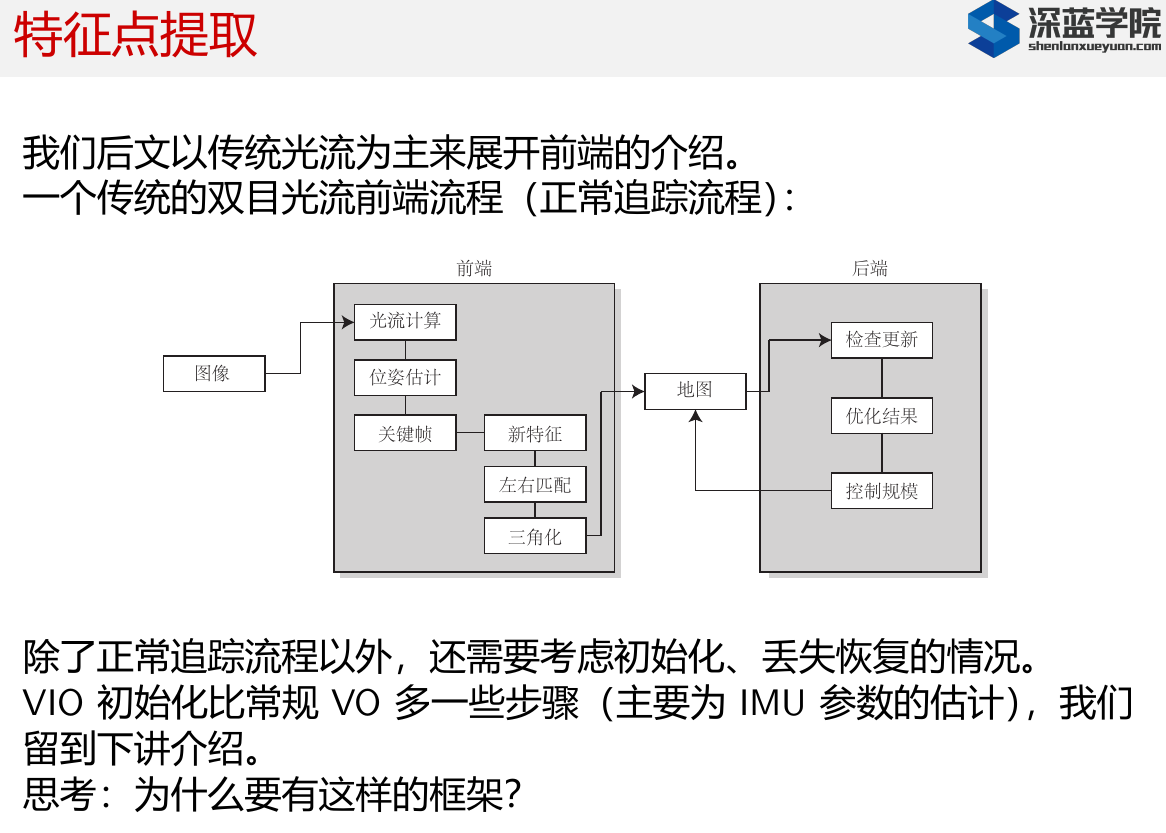 特征点提取
深蓝学院
shenlanxueyuan.com
我们后文以传统光流为主来展开前端的介绍。
一个传统的双目光流前端流程（正常追踪流程）：
前端
后端
图像
光流计算
位姿估计
关键帧
新特征
左右匹配
三角化
地图
检查更新
优化结果
控制规模
除了正常追踪流程以外，还需要考虑初始化、丢失恢复的情况。
VIO 初始化比常规 VO 多一些步骤（主要为 IMU 参数的估计），我们
留到下讲介绍。
思考：为什么要有这样的框架？